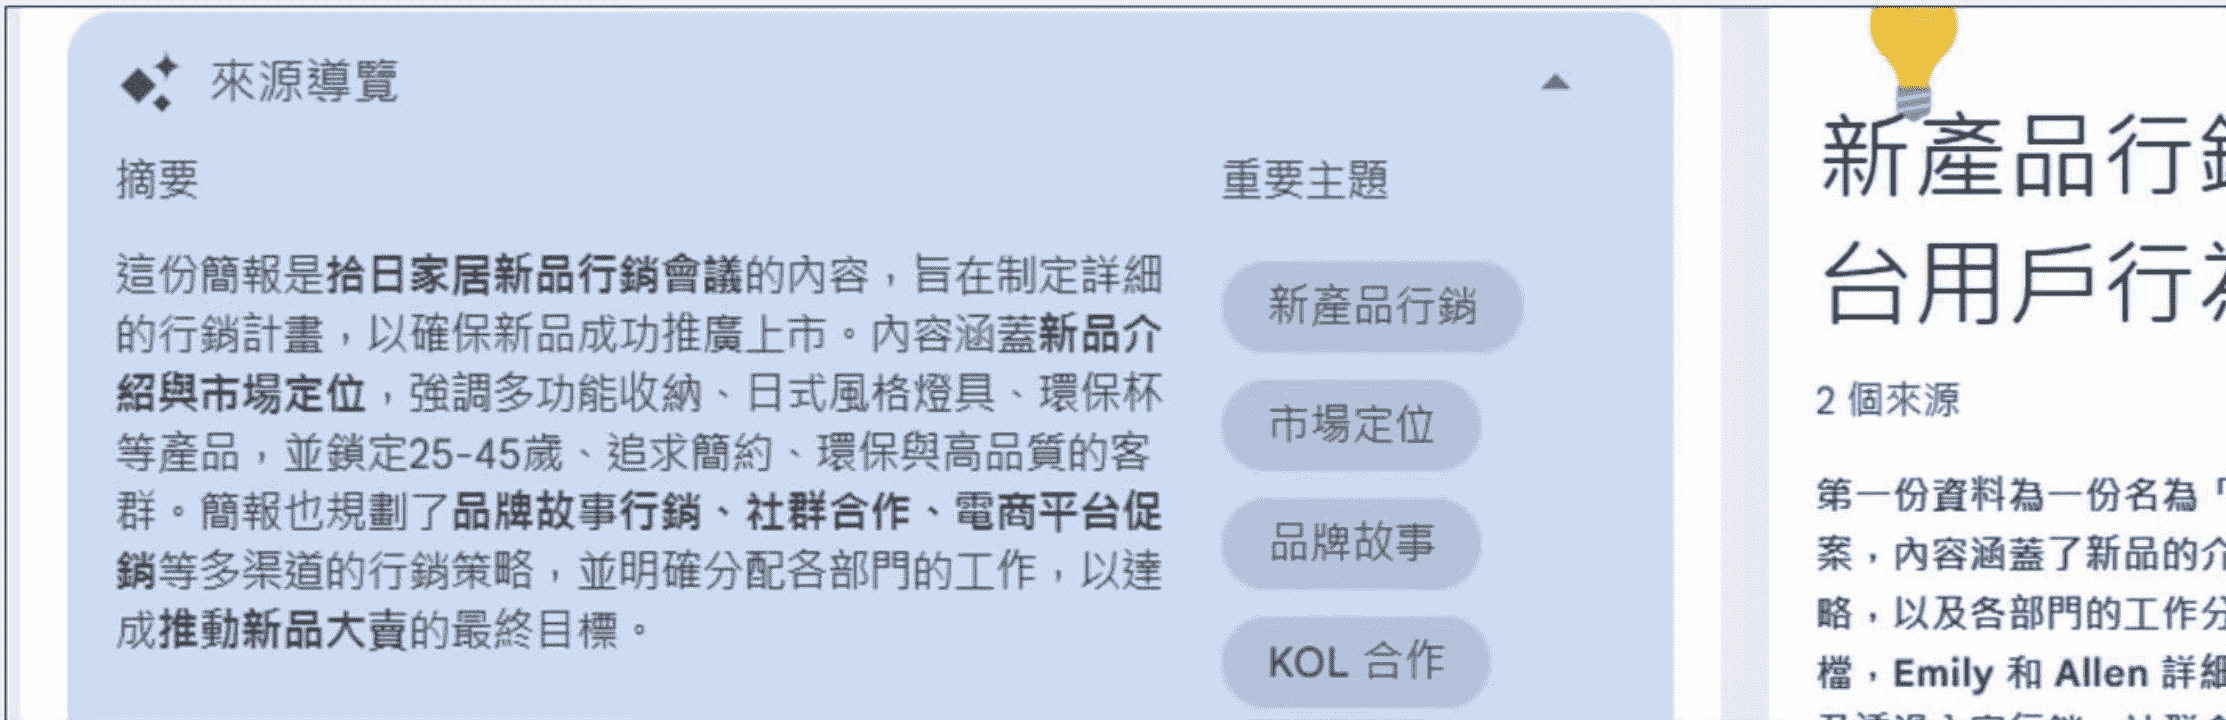 來源導覽
摘要
這份簡報是拾日家居新品行銷會議的內容，旨在制定詳細
的行銷計畫，以確保新品成功推廣上市。內容涵蓋新品介
紹與市場定位，強調多功能收納、日式風格燈具、環保杯
等產品，並鎖定25-45歲、追求簡約、環保與高品質的客
群。簡報也規劃了品牌故事行銷、社群合作、電商平台促
銷等多渠道的行銷策略，並明確分配各部門的工作，以達
成推動新品大賣的最終目標。
重要主題
新產品行銷
市場定位
品牌故事
KOL 合作
新產品行銷
台用戶行為
2 個來源
第一份資料為一份名為「
案，內容涵蓋了新品的介
略，以及各部門的工作分
檔，Emily 和 Allen 詳細